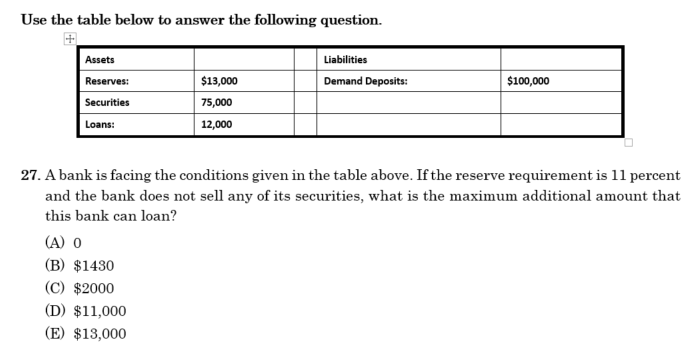 Use the table below to answer the following question.
Assets Liabilities
Reserves: $13,000 Demand Deposits: $100,000
Securities 75,000
Loans: 12,000
27. A bank is facing the conditions given in the table above. If the reserve requirement is 11 percent
and the bank does not sell any of its securities, what is the maximum additional amount that
this bank can loan?
(A) 0
(B) $1430
(C) $2000
(D) $11,000
(E) $13,000